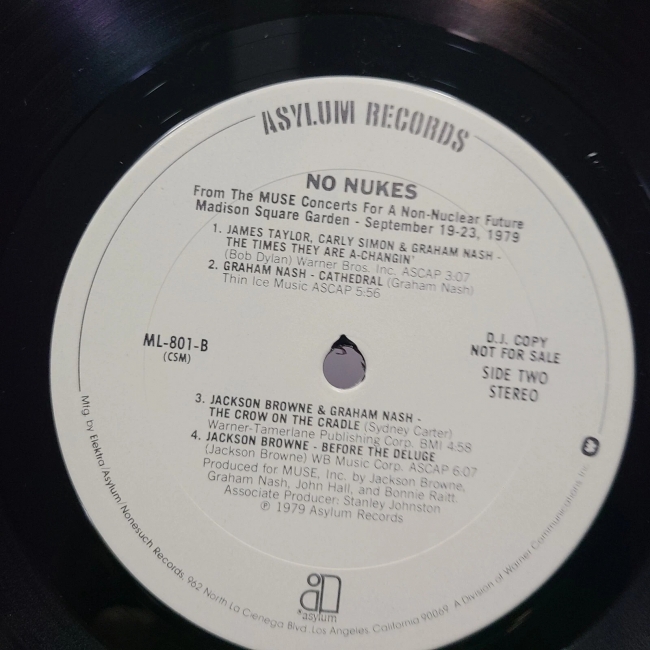 ASYLUM RECORDS
NO NUKES
From The MUSE Concerts For A Non-Nuclear Future
Madison Square Garden - September 19-23, 1979
1. JAMES TAYLOR, CARLY SIMON & GRAHAM NASH -
THE TIMES THEY ARE A-CHANGIN'
(Bob Dylan) Warner Bros. Inc. ASCAP 3:07
2. GRAHAM NASH - CATHEDRAL (Graham Nash)
Thin Ice Music ASCAP 5:56
ML-801-B
(CSM)
D.J. COPY
NOT FOR SALE
SIDE TWO
STEREO
3. JACKSON BROWNE & GRAHAM NASH -
THE CROW ON THE CRADLE (Sydney Carter)
Warner-Tamerlane Publishing Corp. BMI 4:58
4. JACKSON BROWNE - BEFORE THE DELUGE
(Jackson Browne) WB Music Corp. ASCAP 6:07
Produced for MUSE, Inc. by Jackson Browne,
Graham Nash, John Hall, and Bonnie Raitt.
Associate Producer: Stanley Johnston
℗ 1979 Asylum Records
asylum
Mfg. by Elektra/Asylum/Nonesuch Records, 962 North La Cienega Blvd., Los Angeles, California 90069. A Division of Warner Communications, Inc.